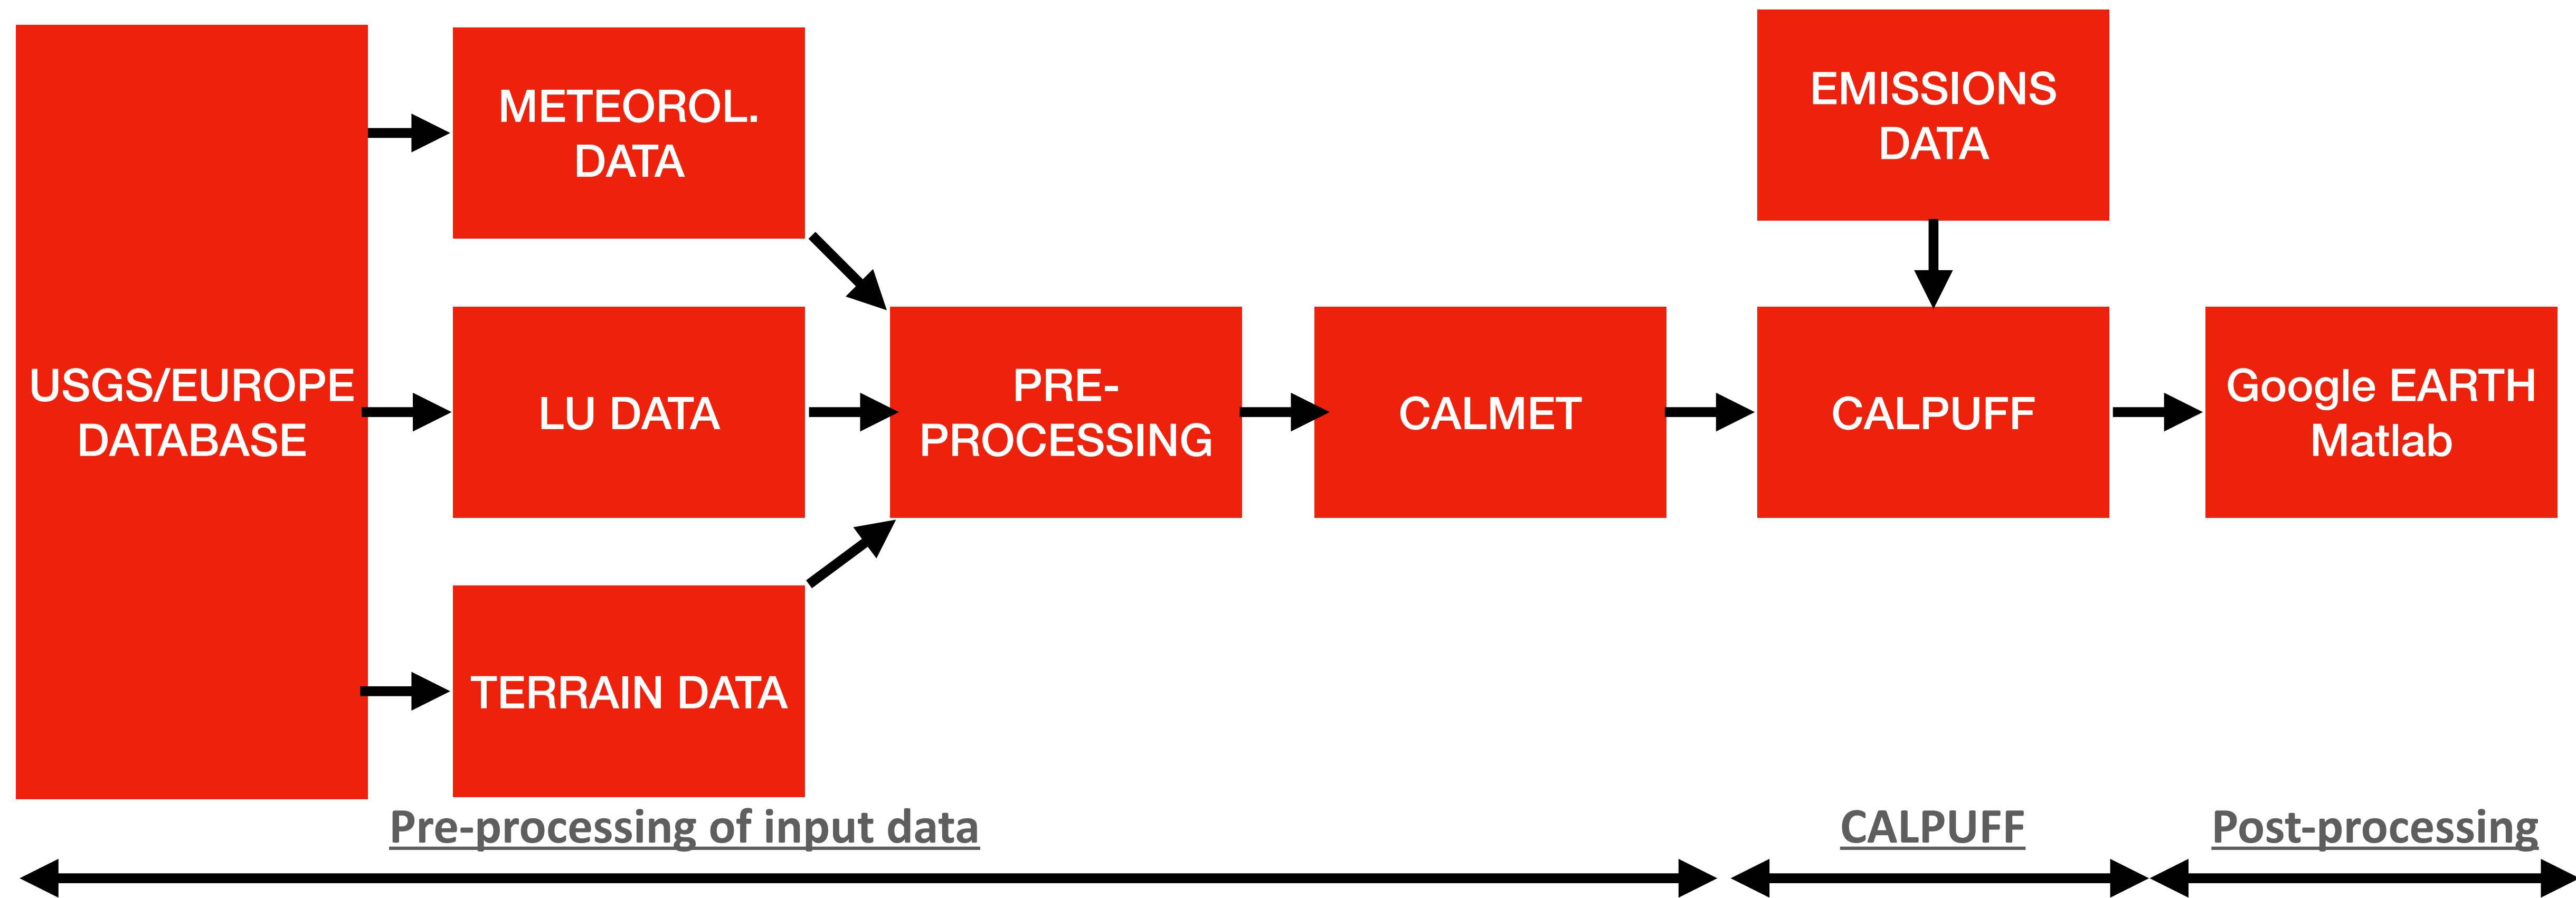 USGS/EUROPE
DATABASE
METEOROL.
DATA
LU DATA
TERRAIN DATA
PRE-
PROCESSING
CALMET
EMISSIONS
DATA
CALPUFF
Google EARTH
Matlab
Pre-processing of input data
CALPUFF
Post-processing